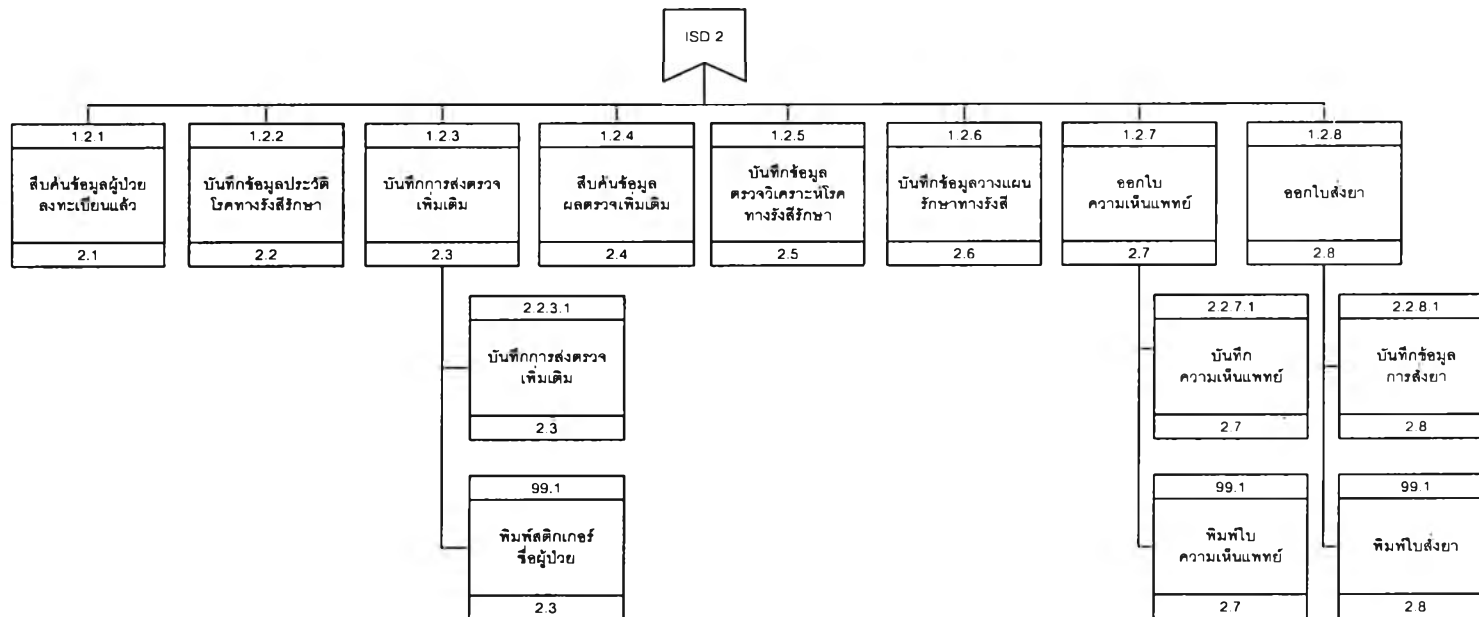 ISD 2
1.2.1
สืบค้นข้อมูลผู้ป่วย
ลงทะเบียนแล้ว
2.1
1.2.2
บันทึกข้อมูลประวัติ
โรคทางรังสีรักษา
2.2
1.2.3
บันทึกการส่งตรวจ
เพิ่มเติม
2.3
1.2.4
สืบค้นข้อมูล
ผลตรวจเพิ่มเติม
2.4
1.2.5
บันทึกข้อมูล
ตรวจวิเคราะห์โรค
ทางรังสีรักษา
2.5
1.2.6
บันทึกข้อมูลวางแผน
รักษาทางรังสี
2.6
1.2.7
ออกใบ
ความเห็นแพทย์
2.7
1.2.8
ออกใบสั่งยา
2.8
2.2.3.1
บันทึกการส่งตรวจ
เพิ่มเติม
2.3
99.1
พิมพ์สติกเกอร์
ชื่อผู้ป่วย
2.3
2.2.7.1
บันทึก
ความเห็นแพทย์
2.7
99.1
พิมพ์ใบ
ความเห็นแพทย์
2.7
2.2.8.1
บันทึกข้อมูล
การสั่งยา
2.8
99.1
พิมพ์ใบสั่งยา
2.8